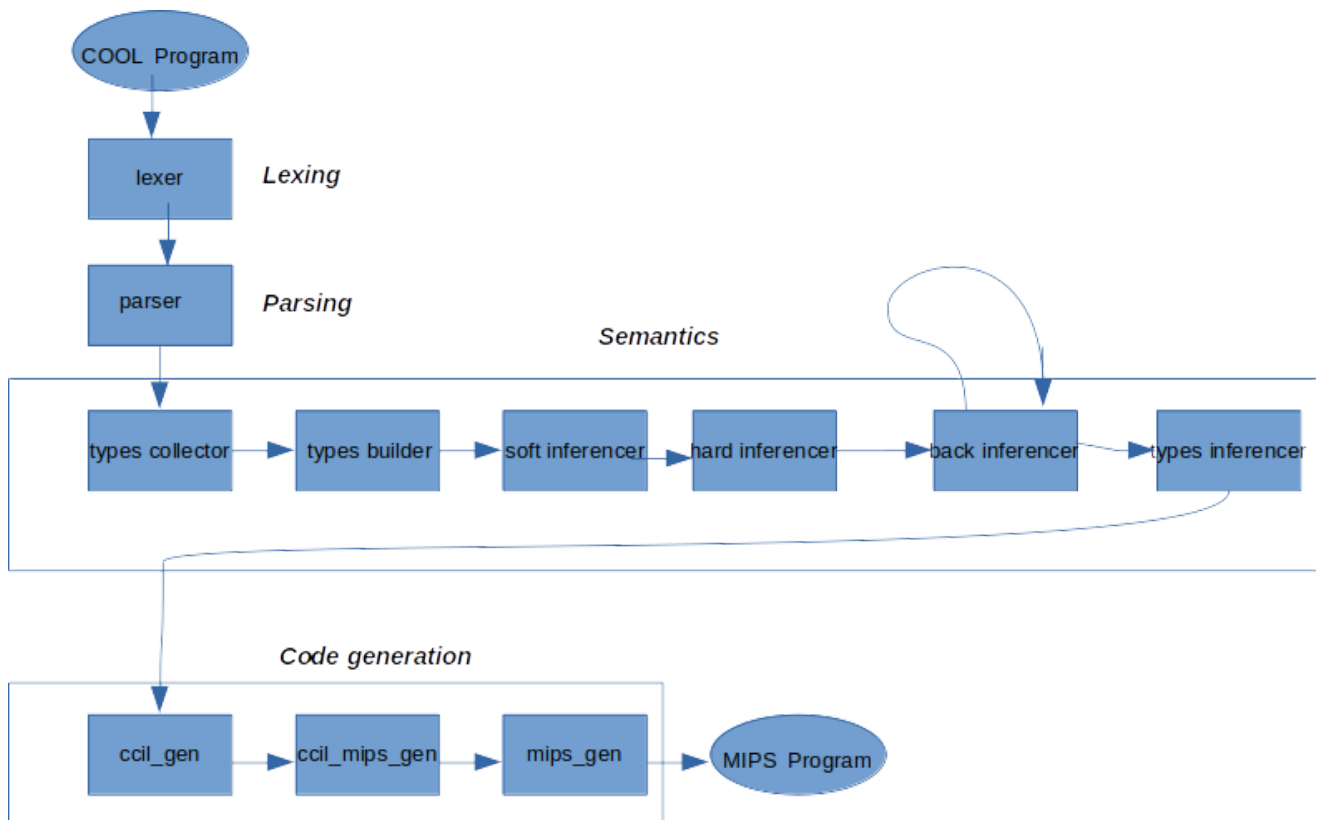 COOL Program
lexer
Lexing
parser
Parsing
Semantics
types collector
types builder
soft inferencer
hard inferencer
back inferencer
types inferencer
Code generation
ccil_gen
ccil_mips_gen
mips_gen
MIPS Program